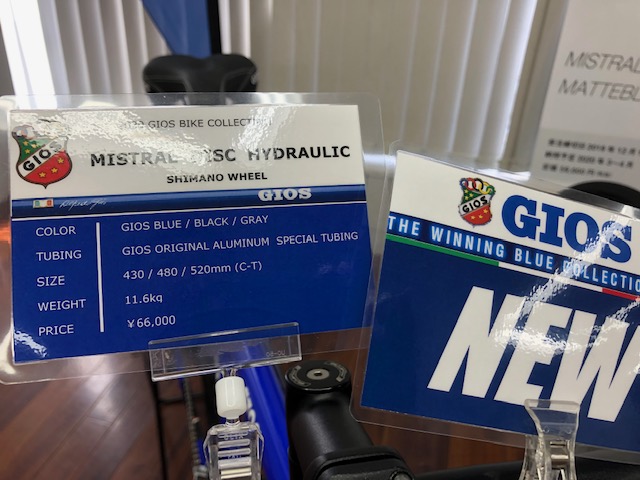 GIOS BIKE COLLECTION
GIOS
MISTRAL DISC HYDRAULIC
SHIMANO WHEEL
GIOS
COLOR GIOS BLUE / BLACK / GRAY
TUBING GIOS ORIGINAL ALUMINUM SPECIAL TUBING
SIZE 430 / 480 / 520mm (C-T)
WEIGHT 11.6kg
PRICE ￥66,000
GIOS
GIOS
THE WINNING BLUE COLLECTIO
NEW
MISTRAL
MATTEBL